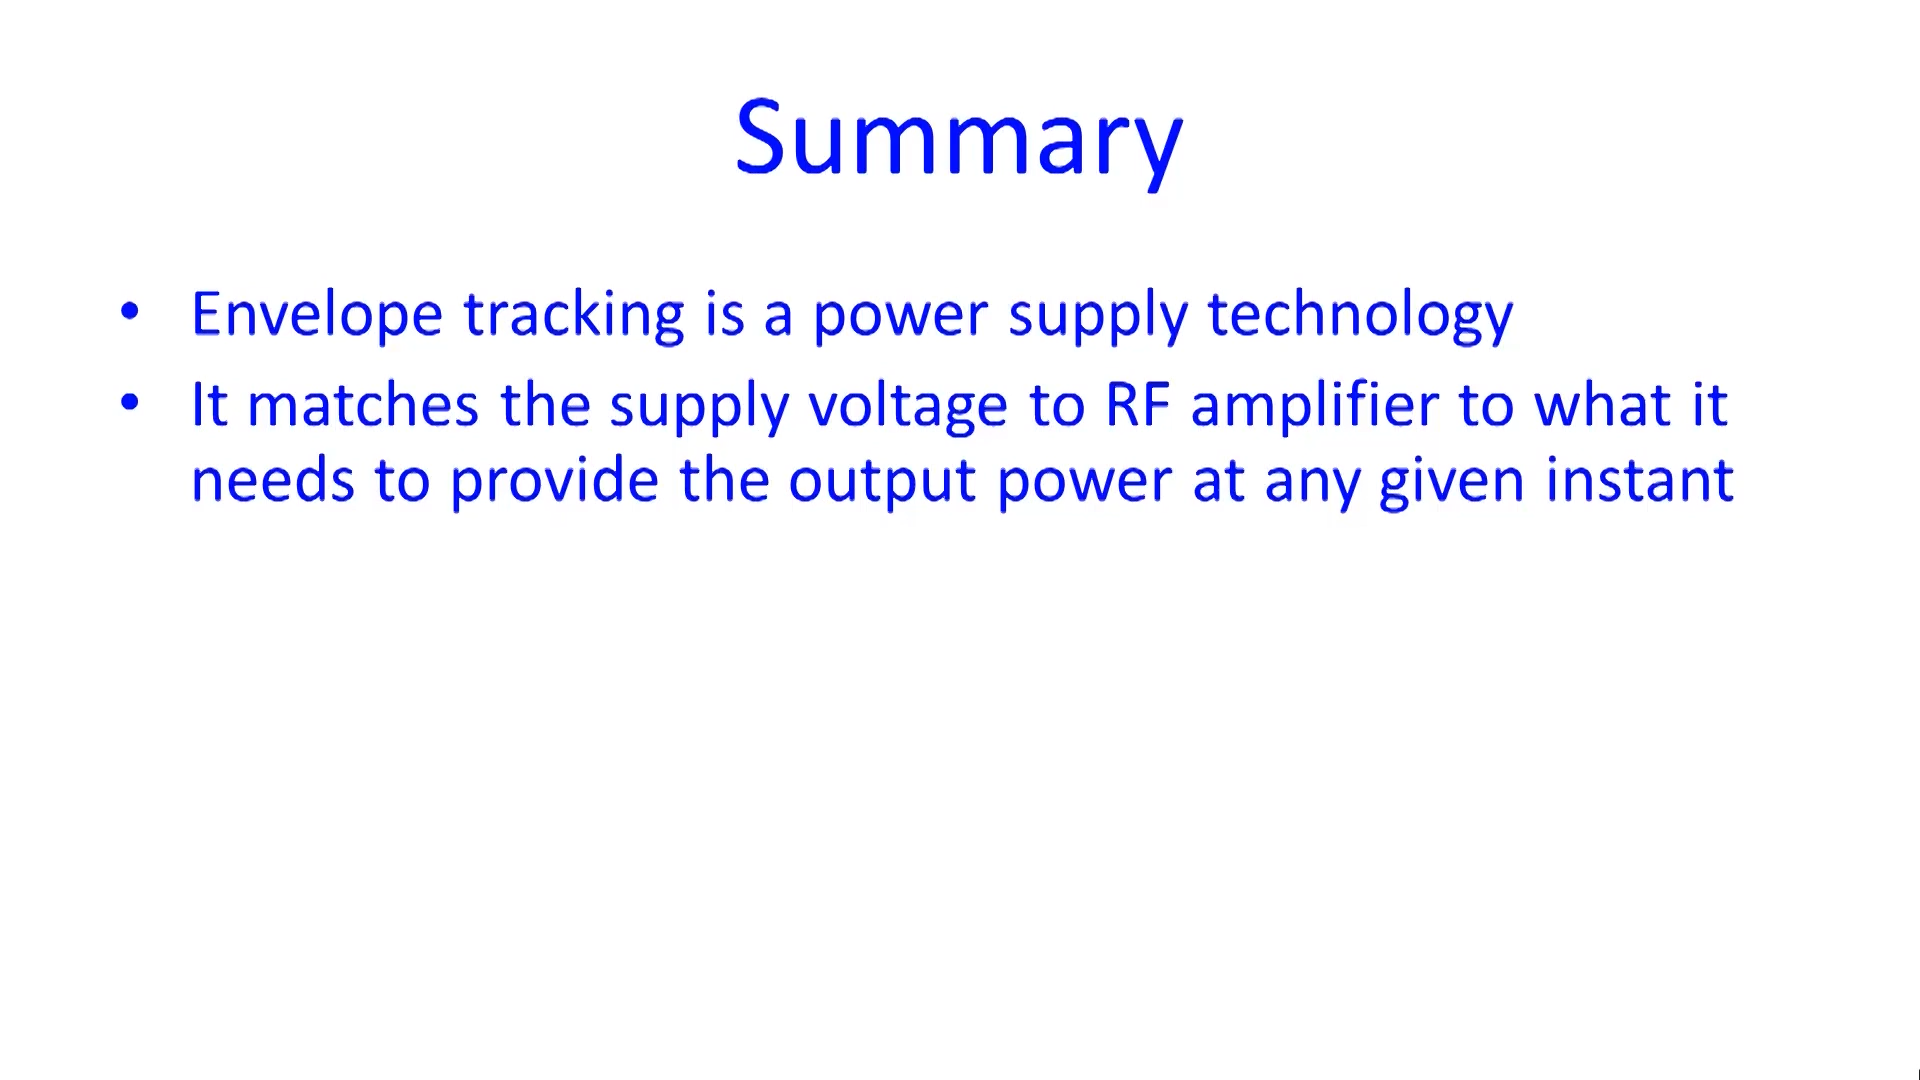 Summary
• Envelope tracking is a power supply technology
• It matches the supply voltage to RF amplifier to what it
needs to provide the output power at any given instant